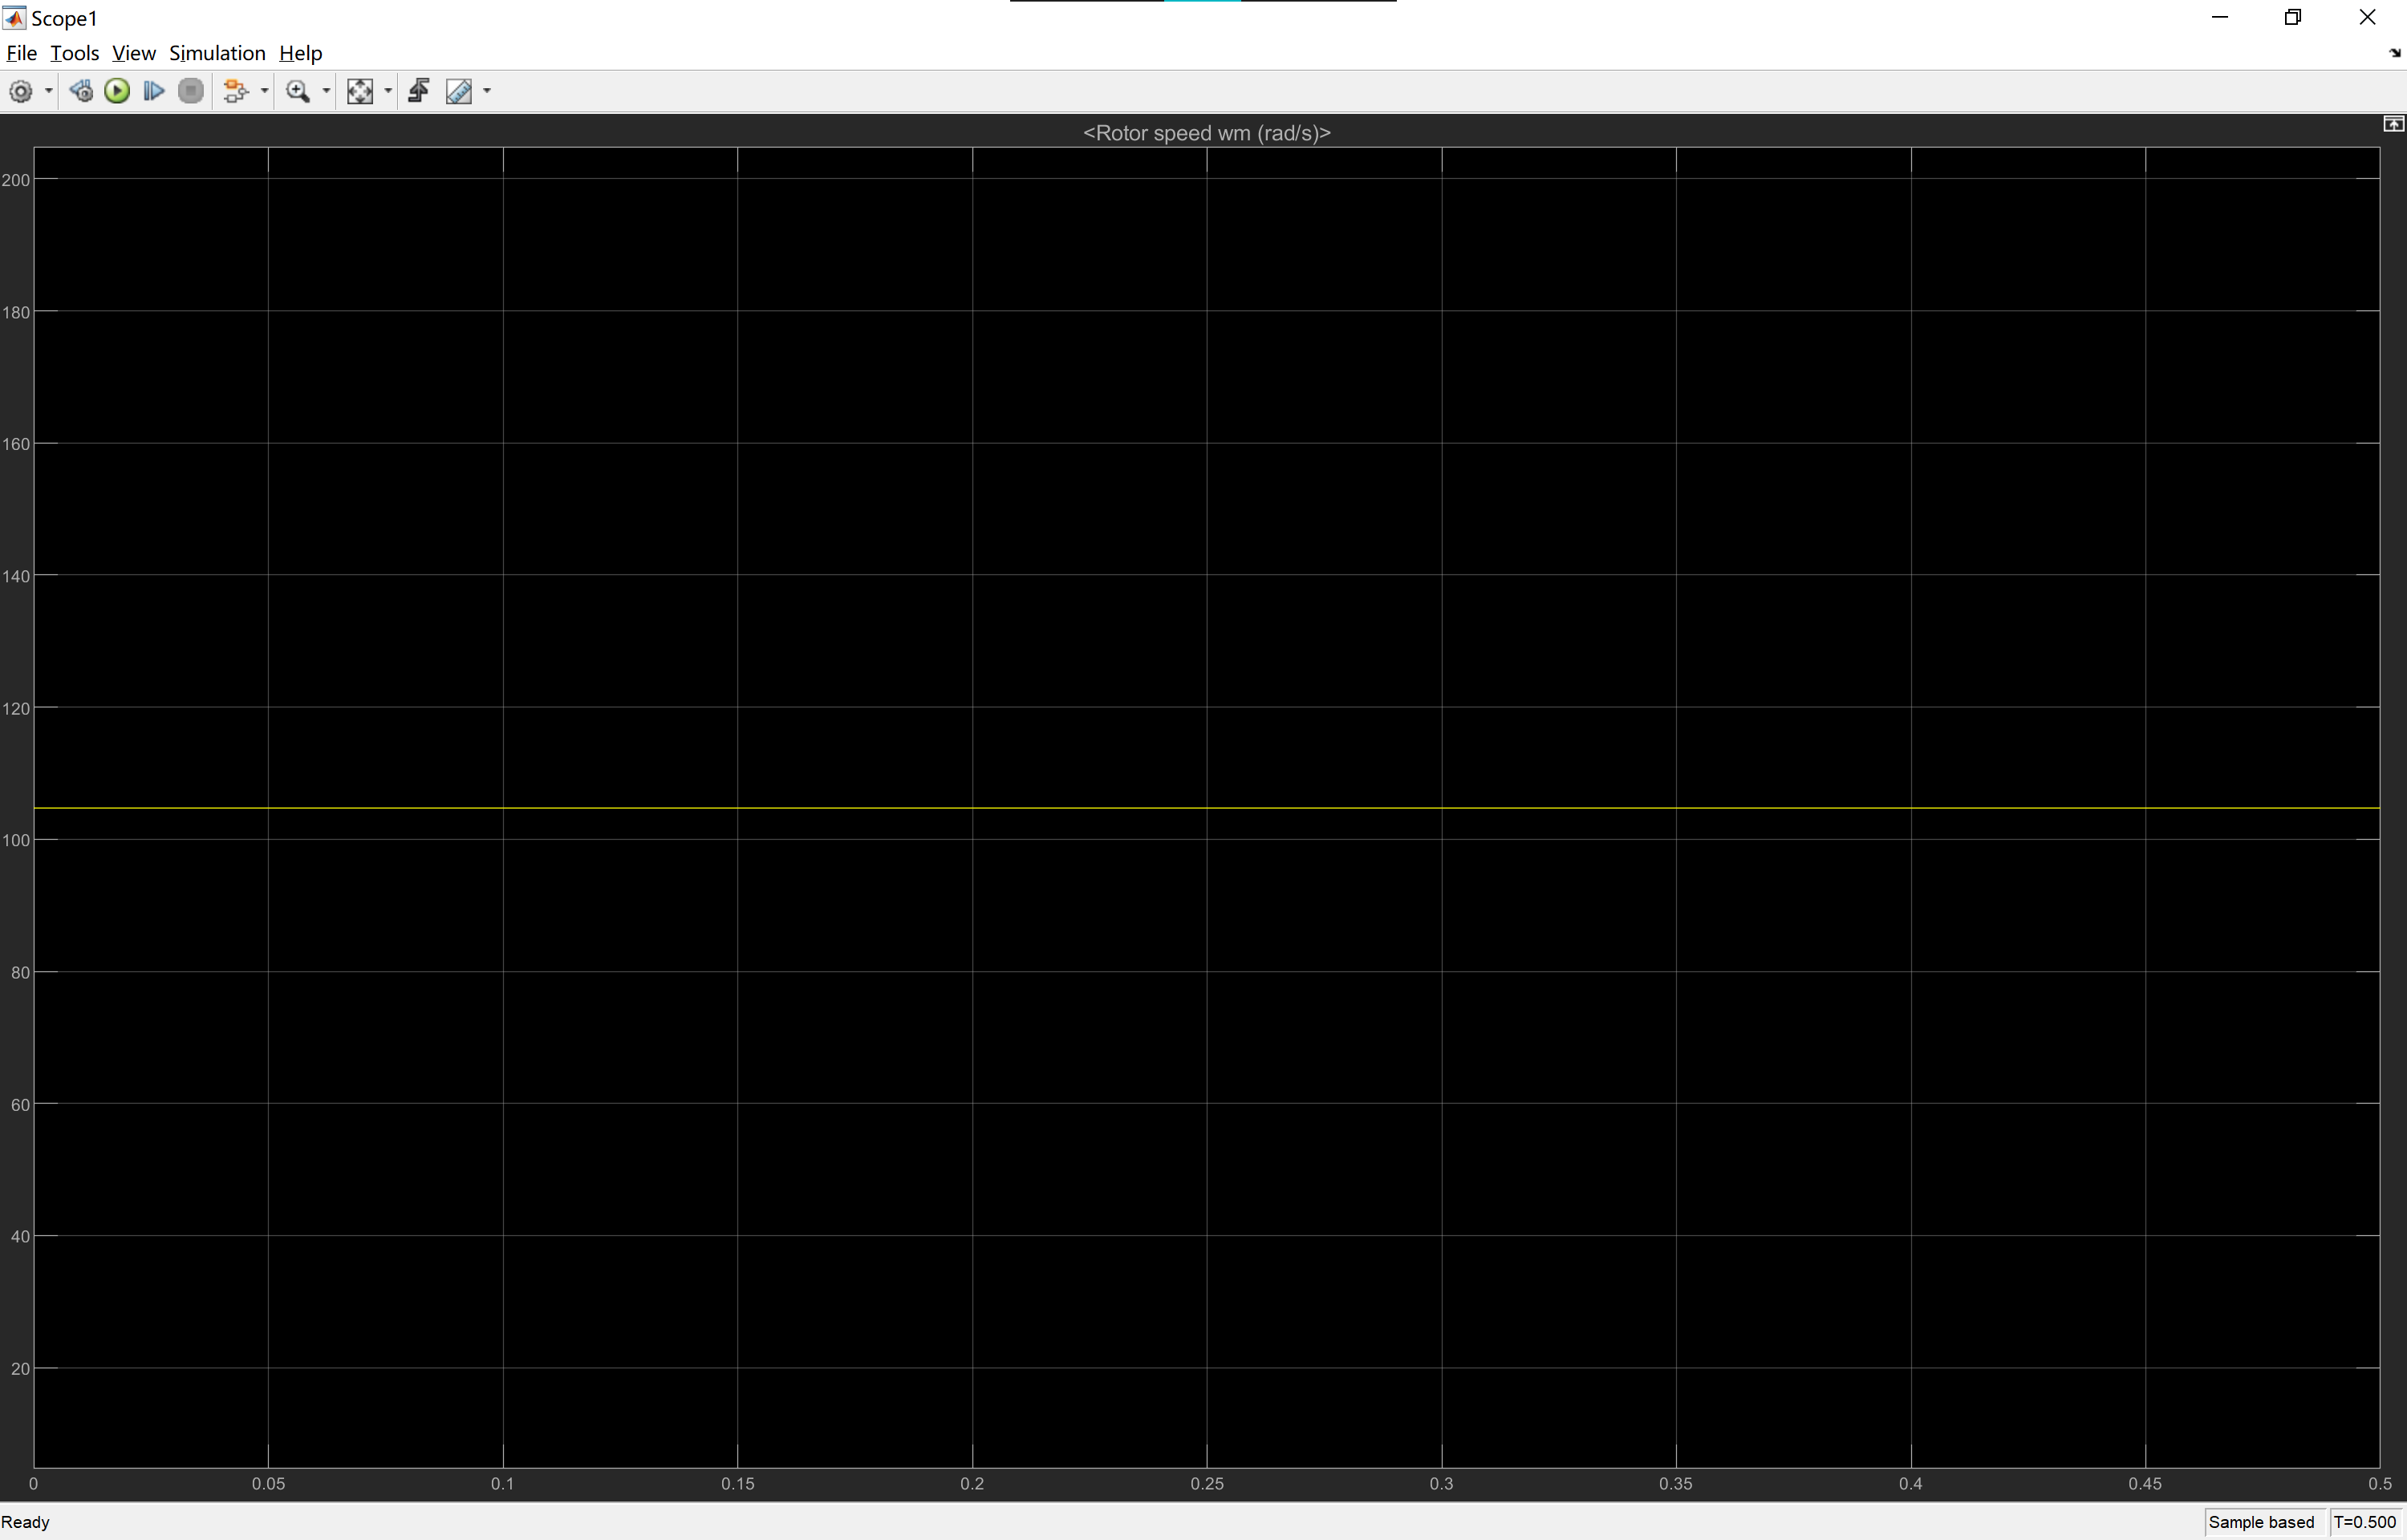 Scope1
File Tools View Simulation Help
<Rotor speed wm (rad/s)>
200
180
160
140
120
100
80
60
40
20
0 0.05 0.1 0.15 0.2 0.25 0.3 0.35 0.4 0.45 0.5
Ready Sample based T=0.500